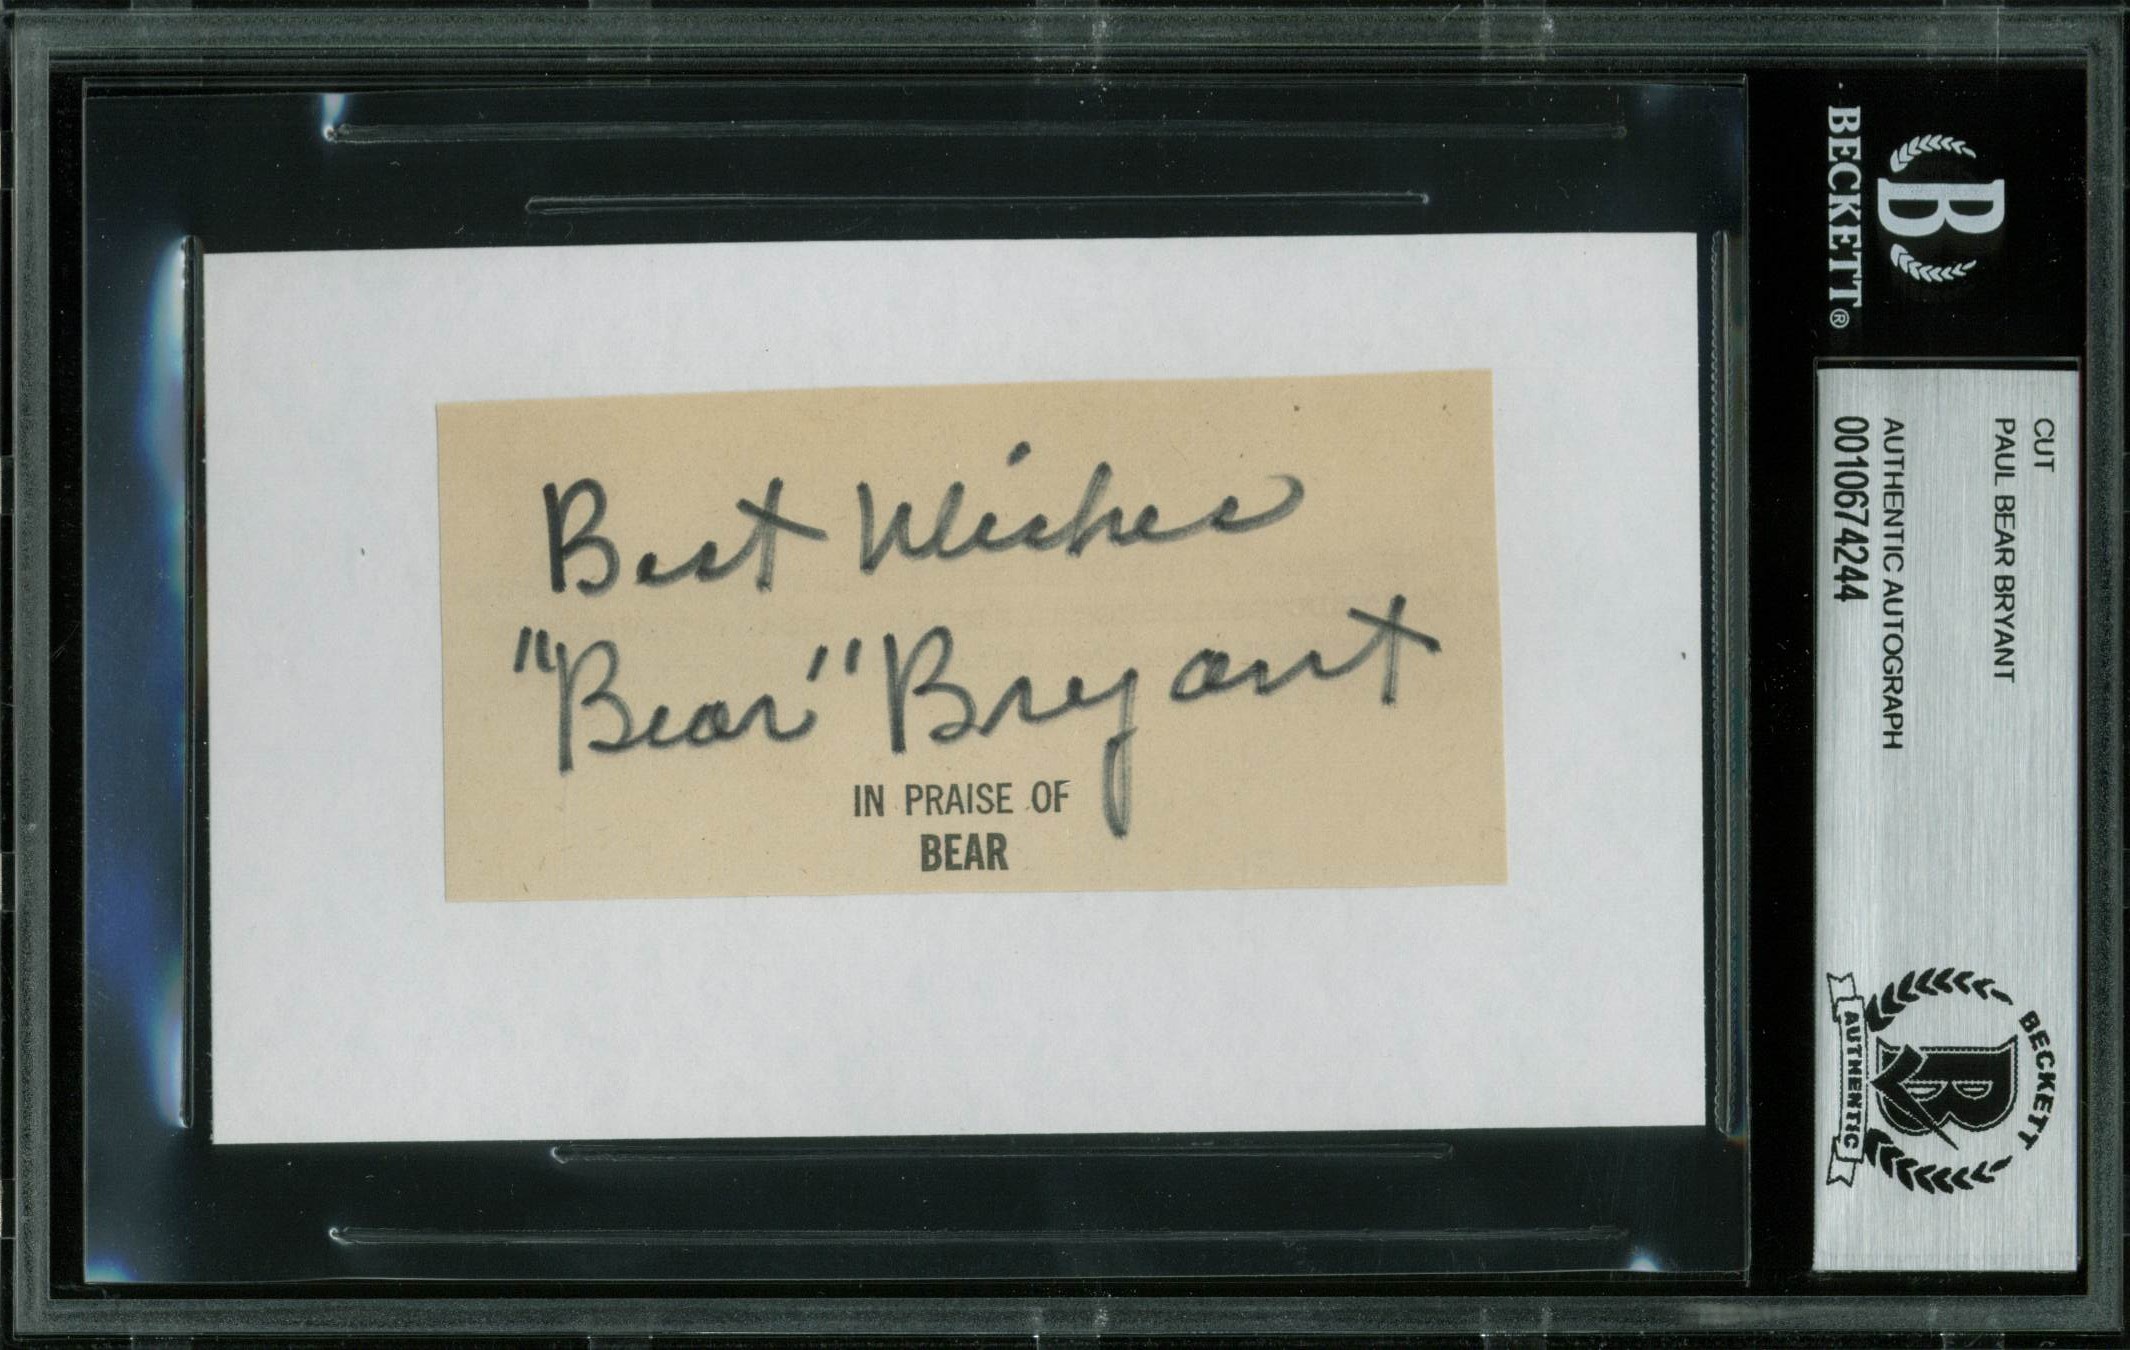 Best Wishes
"Bear" Bryant
IN PRAISE OF
BEAR
B
BECKETT®
CUT
PAUL BEAR BRYANT
AUTHENTIC AUTOGRAPH
0010674244
BECKETT
B
AUTHENTIC